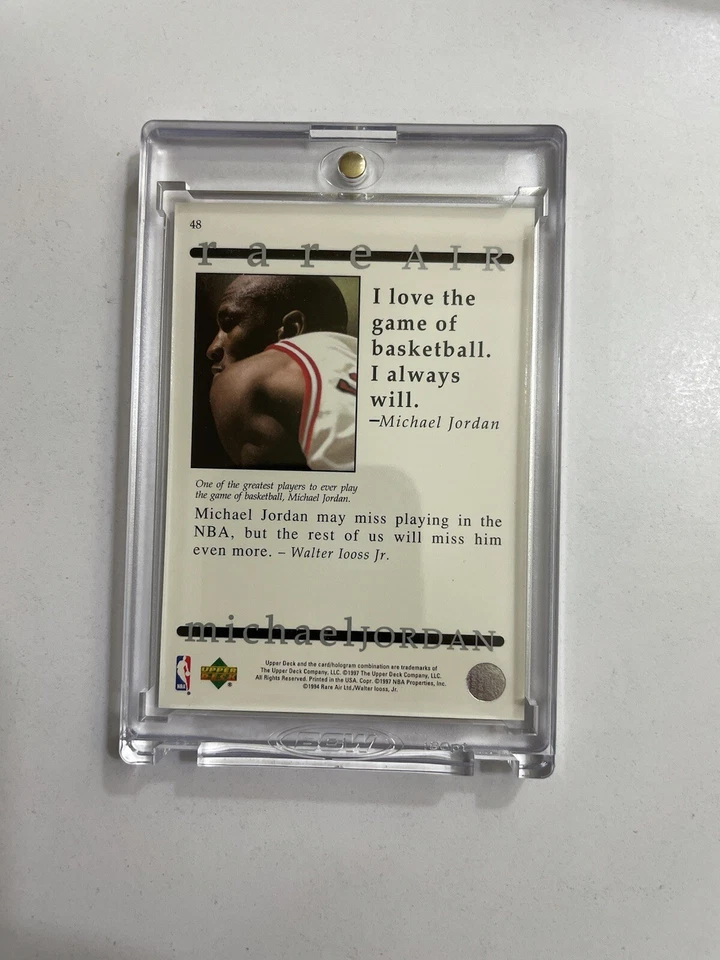 48
rare AIR
I love the
game of
basketball.
I always
will.
–Michael Jordan
One of the greatest players to ever play
the game of basketball, Michael Jordan.
Michael Jordan may miss playing in the
NBA, but the rest of us will miss him
even more. – Walter Iooss Jr.
michaelJORDAN
Upper Deck and the card/hologram combination are trademarks of
The Upper Deck Company, LLC. ©1997 The Upper Deck Company, LLC.
All Rights Reserved. Printed in the USA. Copr. ©1997 NBA Properties, Inc.
©1994 Rare Air Ltd./Walter Iooss, Jr.
NBA
UPPER
DECK
BCW